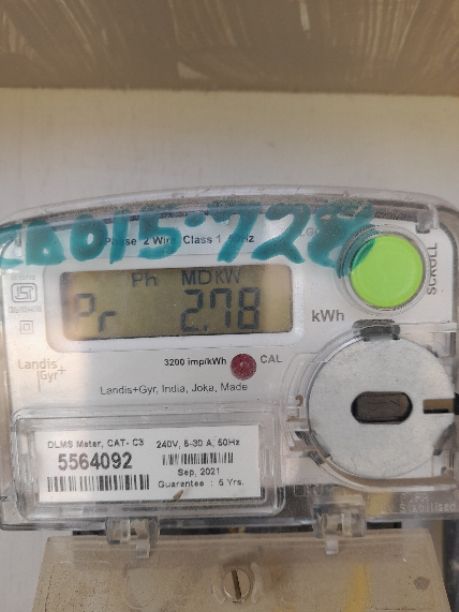 Phase 2 Wire Class 1
Ph MD KW
Pr 2.78
kWh
SCROLL
3200 imp/kWh CAL
Landis+Gyr, India, Joka, Made
Landis
Gyr+
DLMS Meter, CAT- C3 240V, 5-30 A, 50Hz
5564092
Sep, 2021
Guarantee : 5 Yrs.